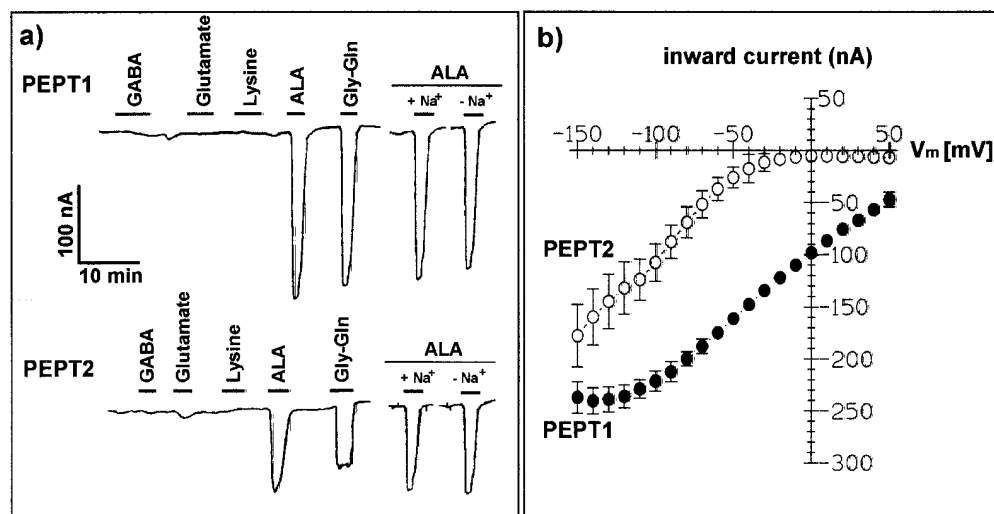 a)
PEPT1
GABA
Glutamate
Lysine
ALA
Gly-Gln
ALA
+ Na+
- Na+
100 nA
10 min
PEPT2
GABA
Glutamate
Lysine
ALA
Gly-Gln
ALA
+ Na+
- Na+
b)
inward current (nA)
50
-150 -100 -50 50 Vm [mV]
-50
-100
-150
-200
-250
-300
PEPT2
PEPT1